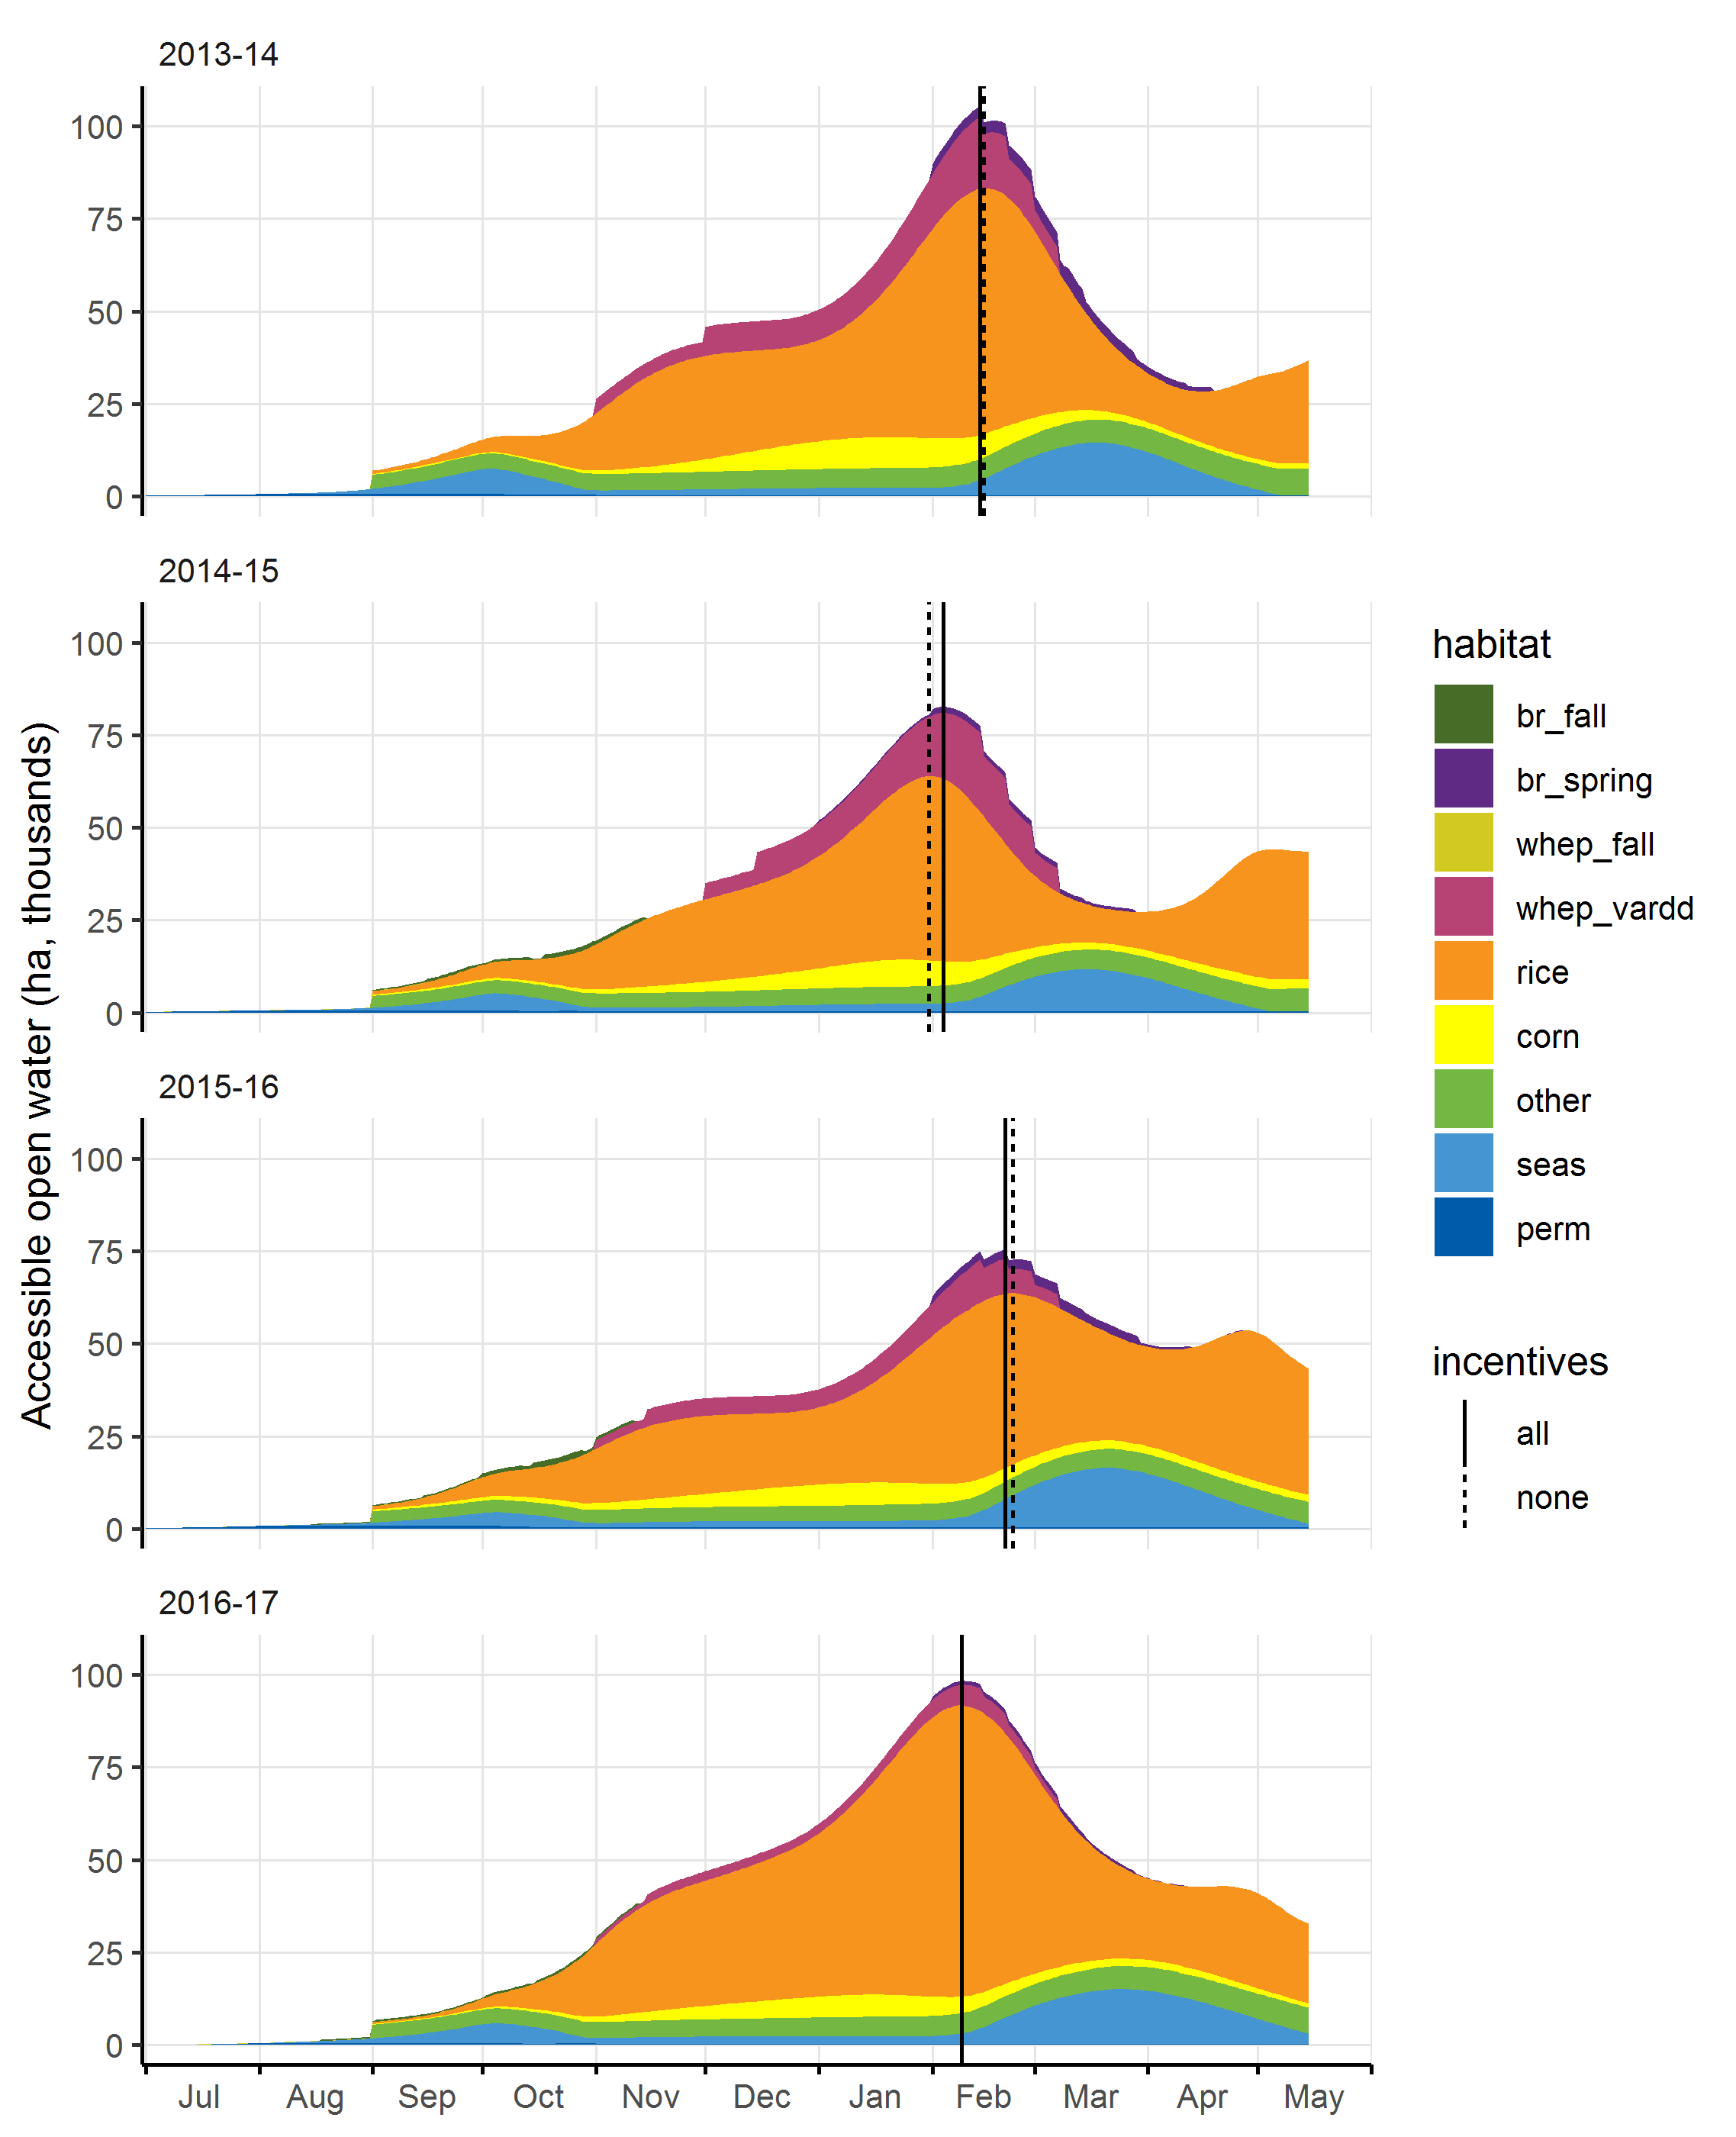 2013-14
100
75
50
25
0
2014-15
100
75
50
25
0
2015-16
100
75
50
25
0
2016-17
100
75
50
25
0
Jul Aug Sep Oct Nov Dec Jan Feb Mar Apr May
Accessible open water (ha, thousands)
habitat
br_fall
br_spring
whep_fall
whep_vardd
rice
corn
other
seas
perm
incentives
all
none